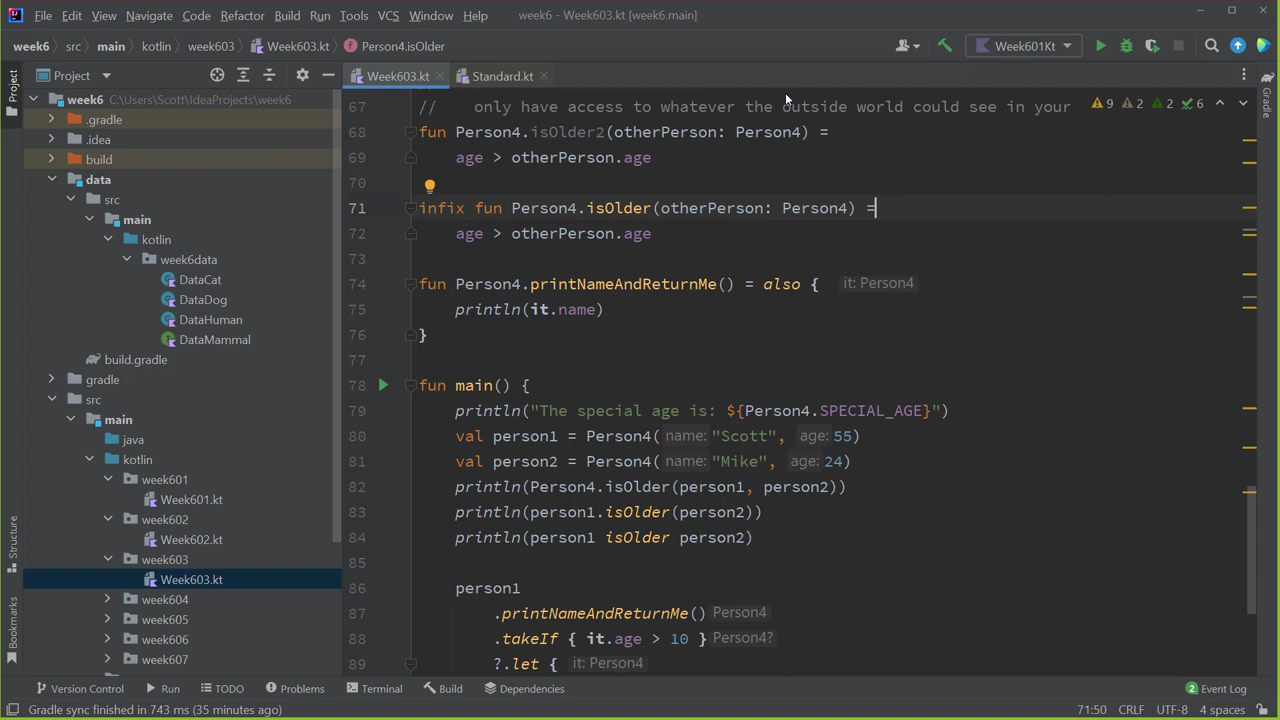 File Edit View Navigate Code Refactor Build Run Tools VCS Window Help week6 - Week603.kt [week6.main]
week6 src main kotlin week603 Week603.kt Person4.isOlder Week601Kt
Project Project Week603.kt Standard.kt
week6 C:\Users\Scott\IdeaProjects\week6
.gradle
.idea
build
data
src
main
kotlin
week6data
DataCat
DataDog
DataHuman
DataMammal
build.gradle
gradle
src
main
java
kotlin
week601
Week601.kt
week602
Week602.kt
week603
Week603.kt
week604
week605
week606
week607
Structure
Bookmarks
67 // only have access to whatever the outside world could see in your
68 fun Person4.isOlder2(otherPerson: Person4) =
69 age > otherPerson.age
70
71 infix fun Person4.isOlder(otherPerson: Person4) =
72 age > otherPerson.age
73
74 fun Person4.printNameAndReturnMe() = also { it: Person4
75 println(it.name)
76 }
77
78 fun main() {
79 println("The special age is: ${Person4.SPECIAL_AGE}")
80 val person1 = Person4( name: "Scott", age: 55)
81 val person2 = Person4( name: "Mike", age: 24)
82 println(Person4.isOlder(person1, person2))
83 println(person1.isOlder(person2))
84 println(person1 isOlder person2)
86 person1
87 .printNameAndReturnMe() Person4
88 .takeIf { it.age > 10 } Person4?
89 ?.let { it: Person4
9 2 2 6
Gradle
Version Control Run TODO Problems Terminal Build Dependencies 2 Event Log
Gradle sync finished in 743 ms (35 minutes ago) 71:50 CRLF UTF-8 4 spaces